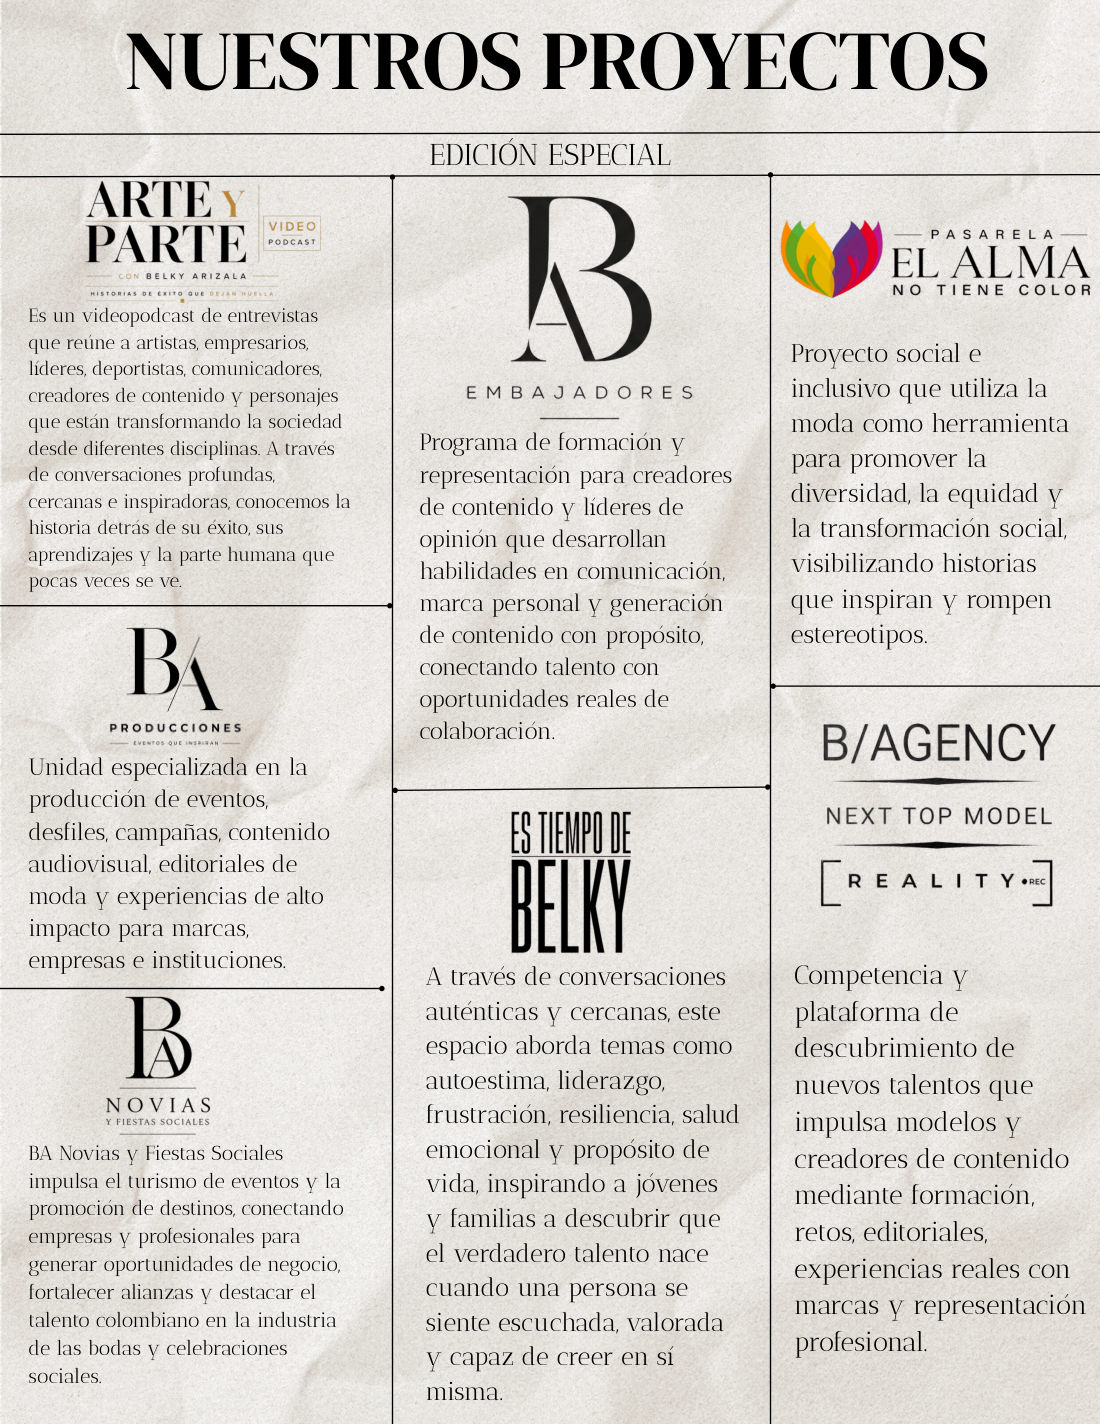 NUESTROS PROYECTOS
EDICIÓN ESPECIAL
ARTE Y
PARTE
VIDEO
PODCAST
CON BELKY ARIZALA
HISTORIAS DE ÉXITO QUE DEJAN HUELLA
Es un videopodcast de entrevistas
que reúne a artistas, empresarios,
líderes, deportistas, comunicadores,
creadores de contenido y personajes
que están transformando la sociedad
desde diferentes disciplinas. A través
de conversaciones profundas,
cercanas e inspiradoras, conocemos la
historia detrás de su éxito, sus
aprendizajes y la parte humana que
pocas veces se ve.
BA
PRODUCCIONES
EVENTOS QUE INSPIRAN
Unidad especializada en la
producción de eventos,
desfiles, campañas, contenido
audiovisual, editoriales de
moda y experiencias de alto
impacto para marcas,
empresas e instituciones.
BA
NOVIAS
Y FIESTAS SOCIALES
BA Novias y Fiestas Sociales
impulsa el turismo de eventos y la
promoción de destinos, conectando
empresas y profesionales para
generar oportunidades de negocio,
fortalecer alianzas y destacar el
talento colombiano en la industria
de las bodas y celebraciones
sociales.
BA
EMBAJADORES
Programa de formación y
representación para creadores
de contenido y líderes de
opinión que desarrollan
habilidades en comunicación,
marca personal y generación
de contenido con propósito,
conectando talento con
oportunidades reales de
colaboración.
ES TIEMPO DE
BELKY
A través de conversaciones
auténticas y cercanas, este
espacio aborda temas como
autoestima, liderazgo,
frustración, resiliencia, salud
emocional y propósito de
vida, inspirando a jóvenes
y familias a descubrir que
el verdadero talento nace
cuando una persona se
siente escuchada, valorada
y capaz de creer en sí
misma.
PASARELA
EL ALMA
NO TIENE COLOR
Proyecto social e
inclusivo que utiliza la
moda como herramienta
para promover la
diversidad, la equidad y
la transformación social,
visibilizando historias
que inspiran y rompen
estereotipos.
B/AGENCY
NEXT TOP MODEL
REALITY REC
Competencia y
plataforma de
descubrimiento de
nuevos talentos que
impulsa modelos y
creadores de contenido
mediante formación,
retos, editoriales,
experiencias reales con
marcas y representación
profesional.